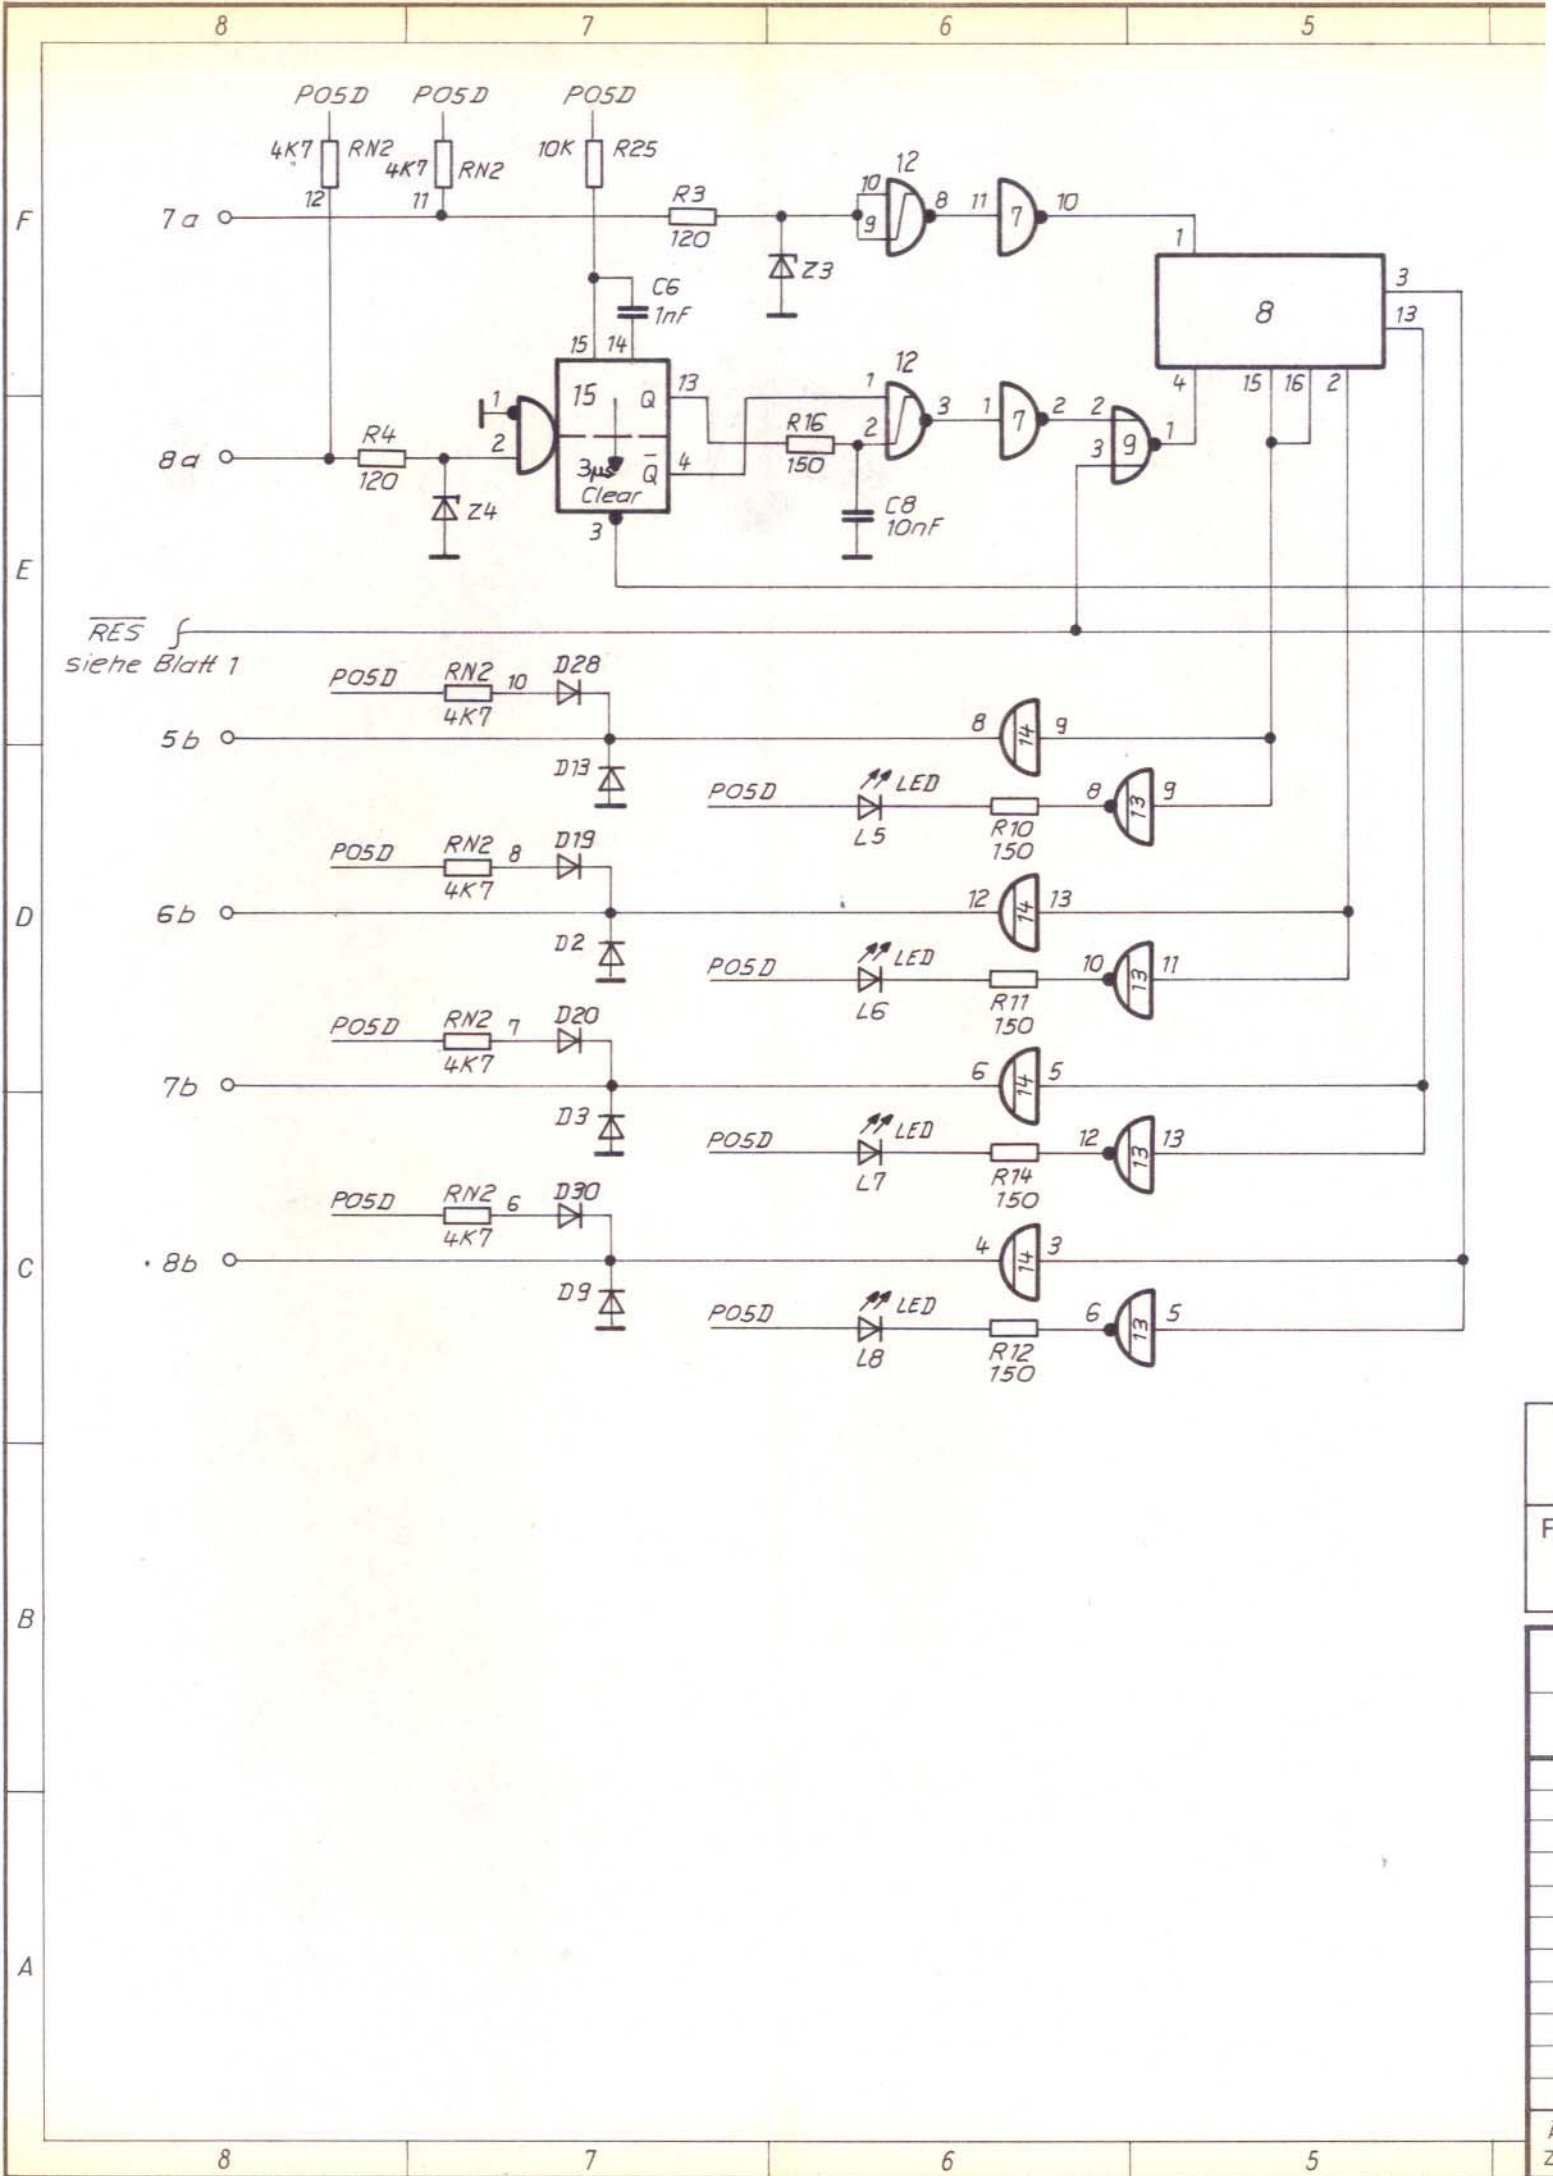 8 7 6 5
POSD POSD POSD
4K7 RN2 4K7 RN2 10K R25
12 11
F
7a
R3
120
12
10 8 11 7 10
9
1
Z3
C6
1nF
3
8
13
15 14
12
4 15 16 2
1 15 Q 13
1
3 1 7 2 2
1
2
R16
2
3 9
8a
R4
120
150
3µs Q 4
Clear
Z4
C8
10nF
3
E
RES
siehe Blatt 1
POSD RN2 10 D28
4K7
5b
8 14 9
D13
POSD LED
8 13 9
L5
R10
150
POSD RN2 8 D19
4K7
D
6b
12 14 13
D2
POSD LED
10 13 11
L6
R11
150
POSD RN2 7 D20
4K7
7b
6 14 5
D3
POSD LED
12 13 13
L7
R14
150
POSD RN2 6 D30
4K7
C
8b
4 14 3
D9
POSD LED
6 13 5
L8
R12
150
F
B
A
8 7 6 5